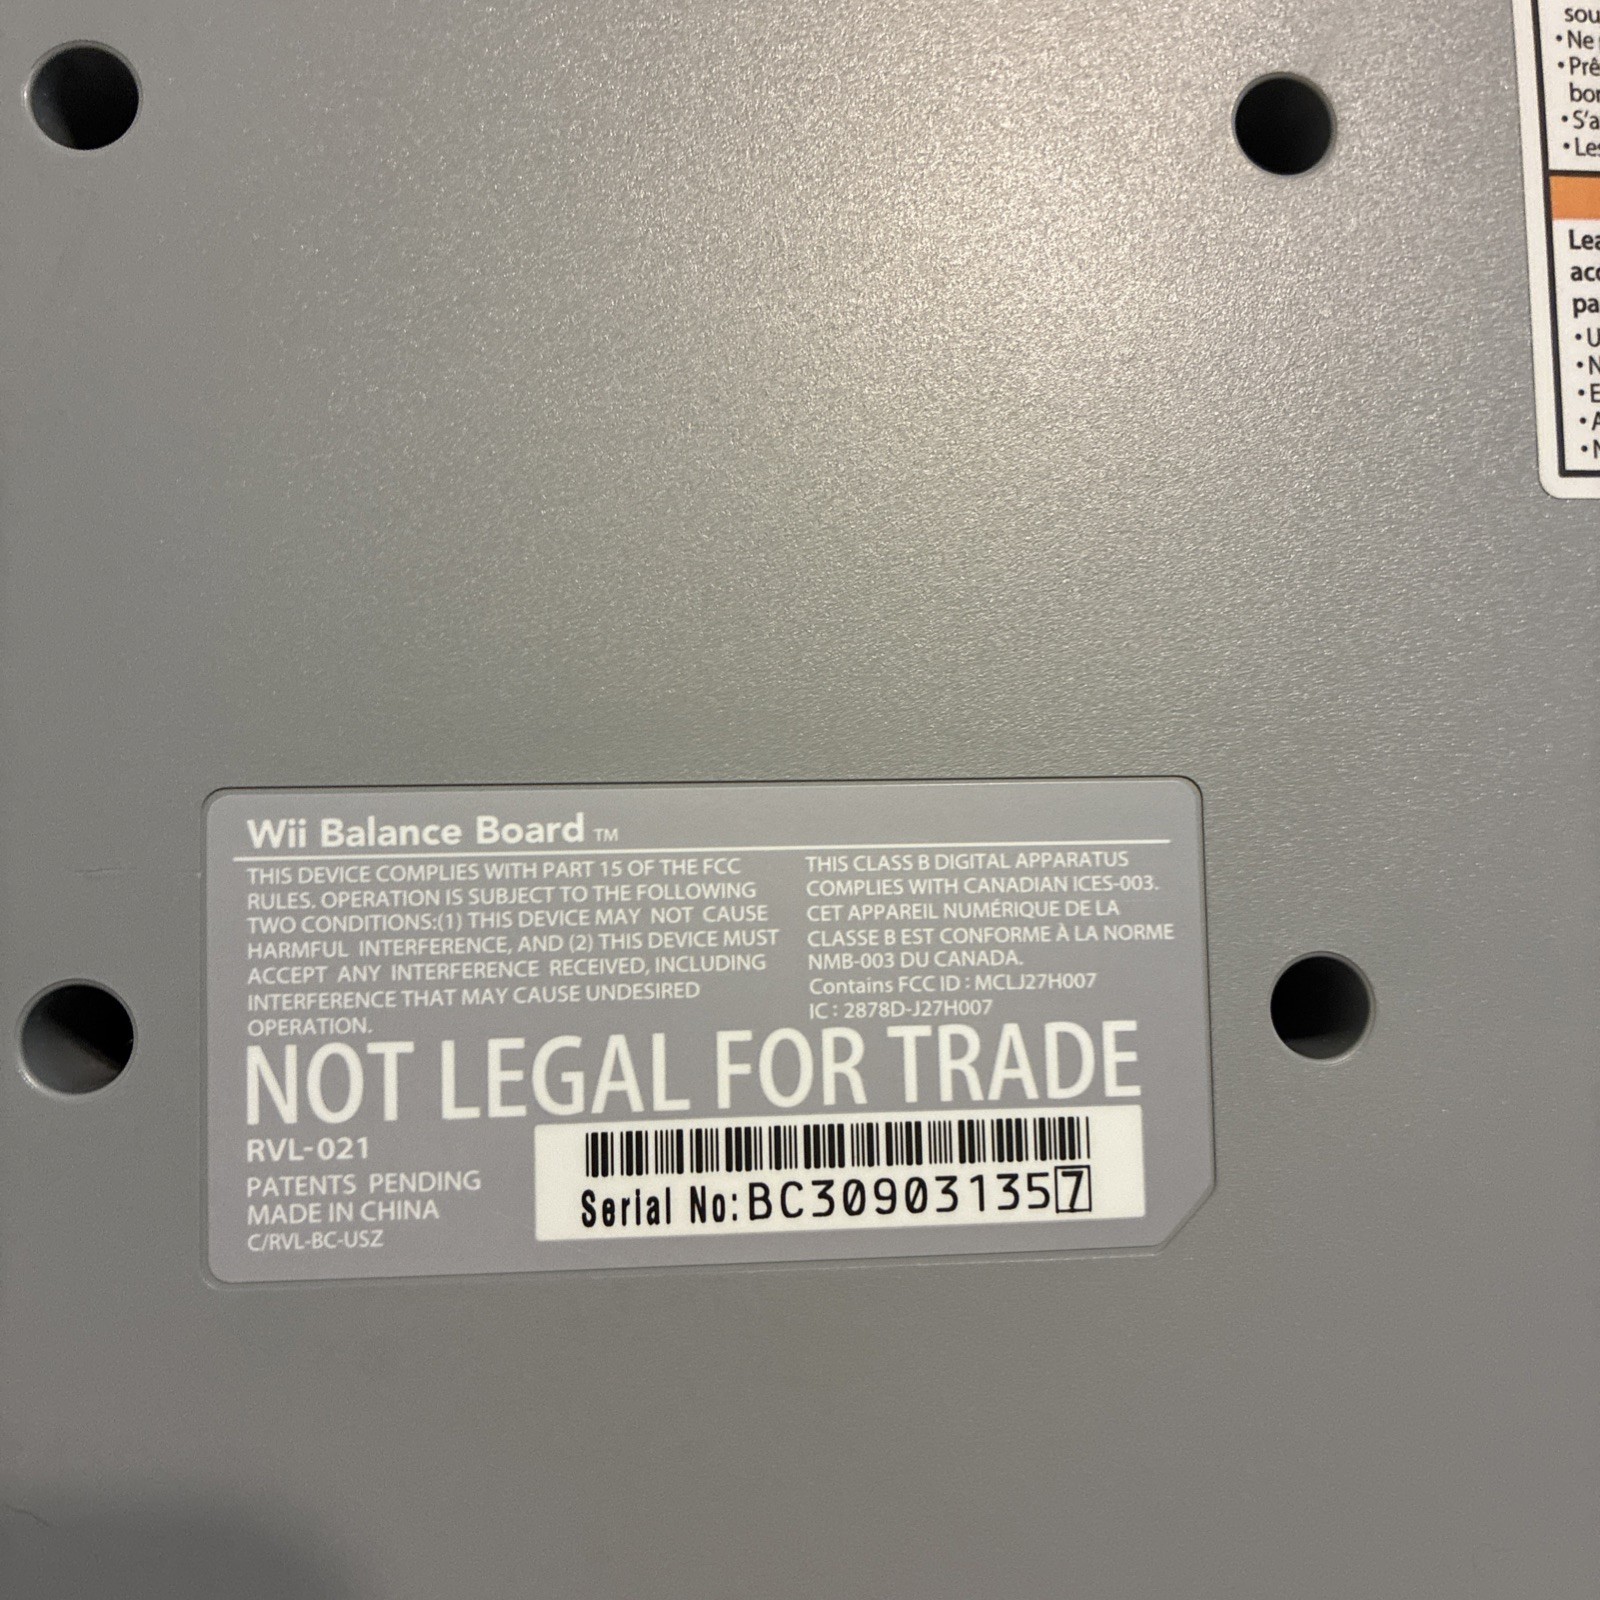 Wii Balance Board TM
THIS DEVICE COMPLIES WITH PART 15 OF THE FCC
RULES. OPERATION IS SUBJECT TO THE FOLLOWING
TWO CONDITIONS:(1) THIS DEVICE MAY NOT CAUSE
HARMFUL INTERFERENCE, AND (2) THIS DEVICE MUST
ACCEPT ANY INTERFERENCE RECEIVED, INCLUDING
INTERFERENCE THAT MAY CAUSE UNDESIRED
OPERATION.
THIS CLASS B DIGITAL APPARATUS
COMPLIES WITH CANADIAN ICES-003.
CET APPAREIL NUMÉRIQUE DE LA
CLASSE B EST CONFORME À LA NORME
NMB-003 DU CANADA.
Contains FCC ID : MCLJ27H007
IC : 2878D-J27H007
NOT LEGAL FOR TRADE
RVL-021
PATENTS PENDING
MADE IN CHINA
C/RVL-BC-USZ
Serial No: BC309031357
•Ne